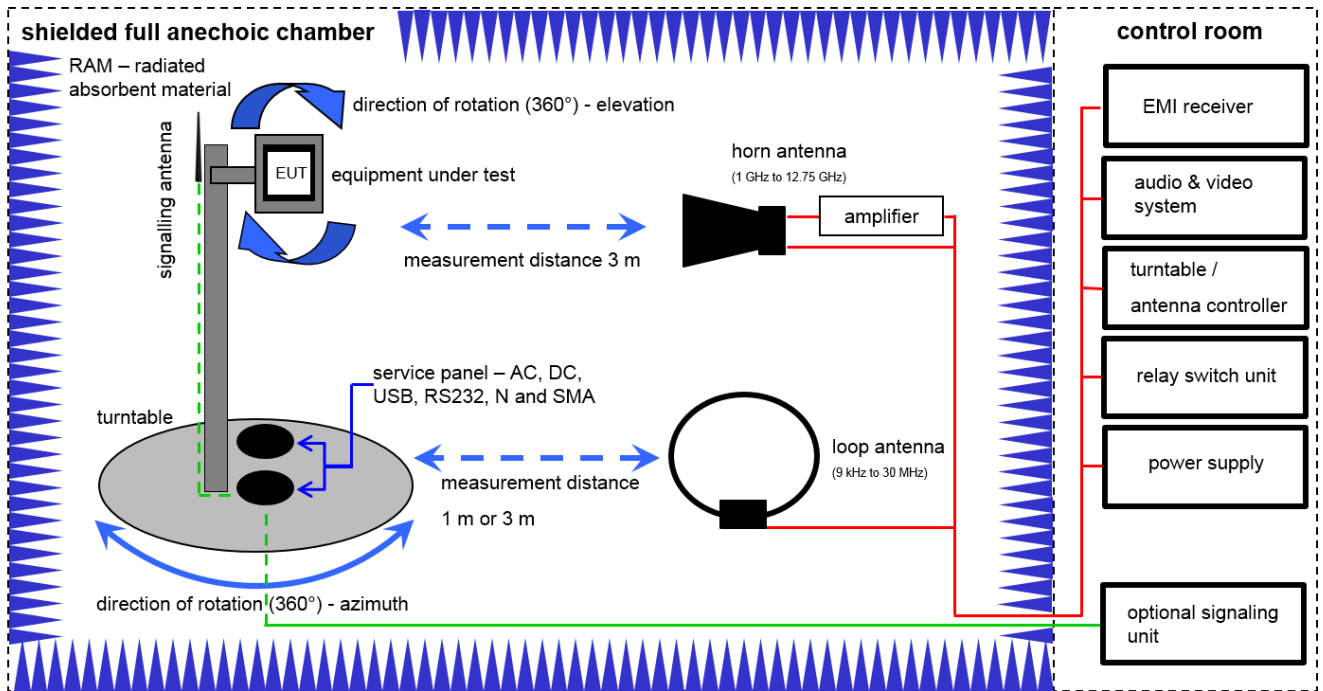 shielded full anechoic chamber
RAM – radiated
absorbent material
signalling antenna
direction of rotation (360°) - elevation
EUT
equipment under test
measurement distance 3 m
horn antenna
(1 GHz to 12.75 GHz)
amplifier
service panel – AC, DC,
USB, RS232, N and SMA
turntable
measurement distance
1 m or 3 m
loop antenna
(9 kHz to 30 MHz)
direction of rotation (360°) - azimuth
control room
EMI receiver
audio & video
system
turntable /
antenna controller
relay switch unit
power supply
optional signaling
unit